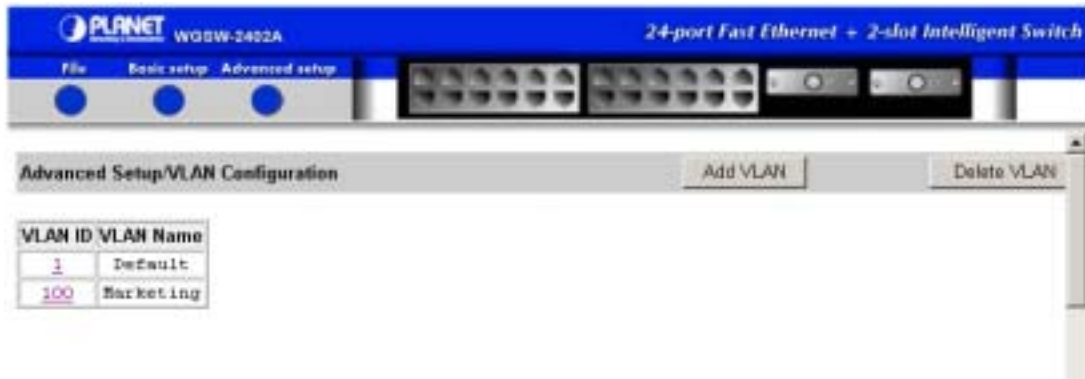 PLANET WGSW-2402A
24-port Fast Ethernet + 2-slot Intelligent Switch
File Basic setup Advanced setup
Advanced Setup/VLAN Configuration Add VLAN Delete VLAN
VLAN ID VLAN Name
1 Default
100 Marketing